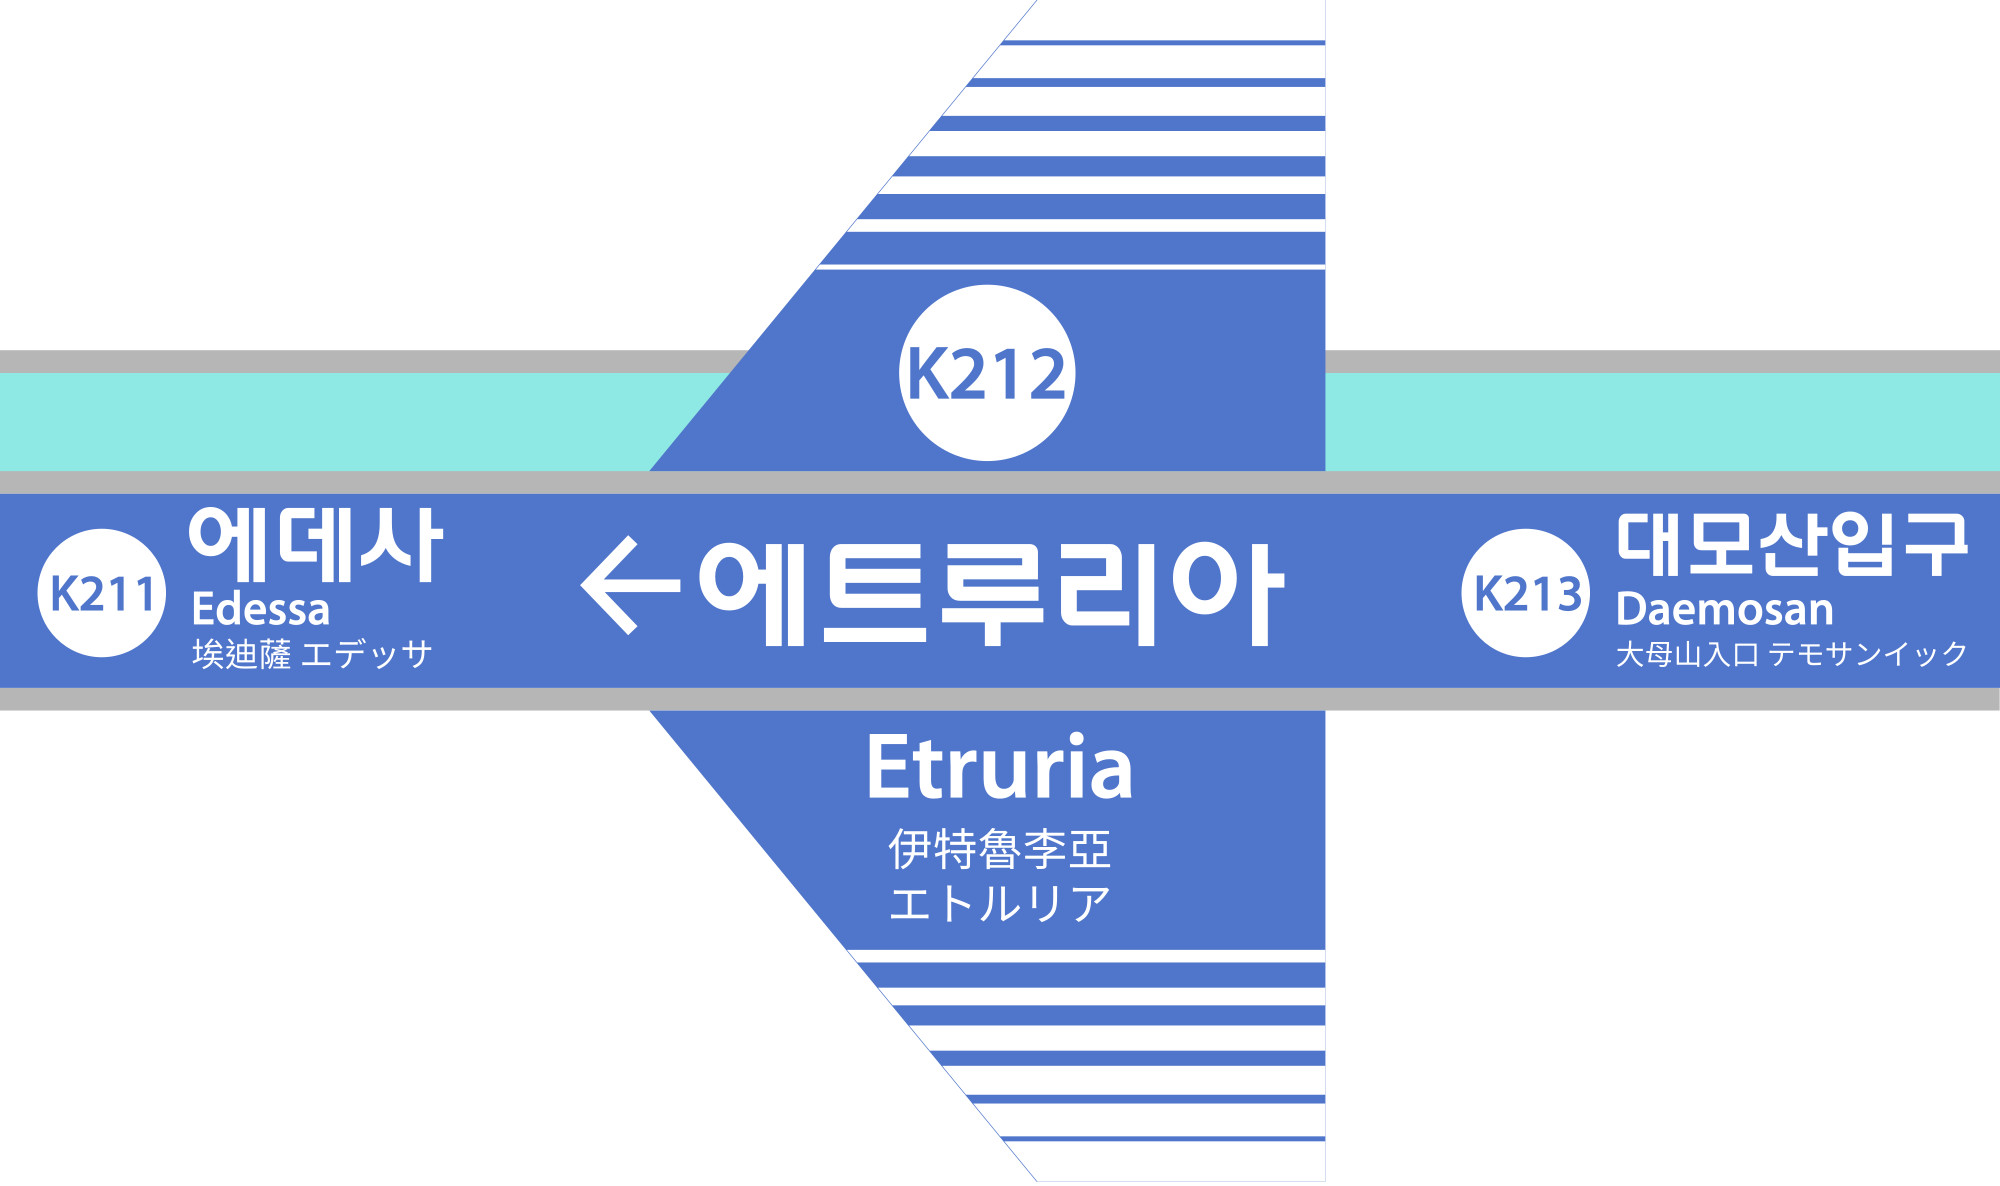 K212
K211
에데사
Edessa
埃迪薩 エデッサ
←에트루리아
K213
대모산입구
Daemosan
大母山入口 テモサンイック
Etruria
伊特魯李亞
エトルリア